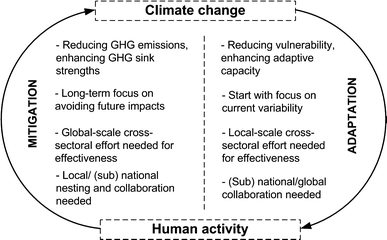 Climate change
- Reducing GHG emissions,
enhancing GHG sink
strengths
- Long-term focus on
avoiding future impacts
- Global-scale cross-
sectoral effort needed for
effectiveness
- Local/ (sub) national
nesting and collaboration
needed
- Reducing vulnerability,
enhancing adaptive
capacity
- Start with focus on
current variability
- Local-scale cross-
sectoral effort needed
for effectiveness
- (Sub) national/global
collaboration needed
MITIGATION
ADAPTATION
Human activity